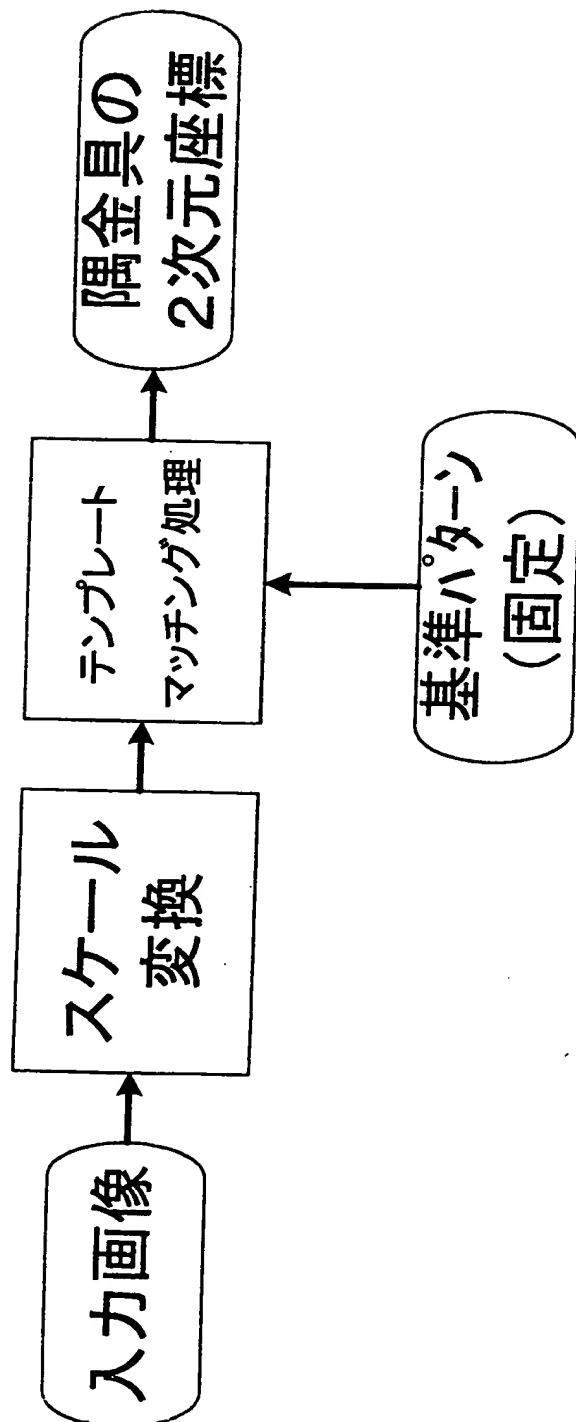 入力画像
スケール
変換
テンプレート
マッチング処理
隅金具の
2次元座標
基準パターン
(固定)